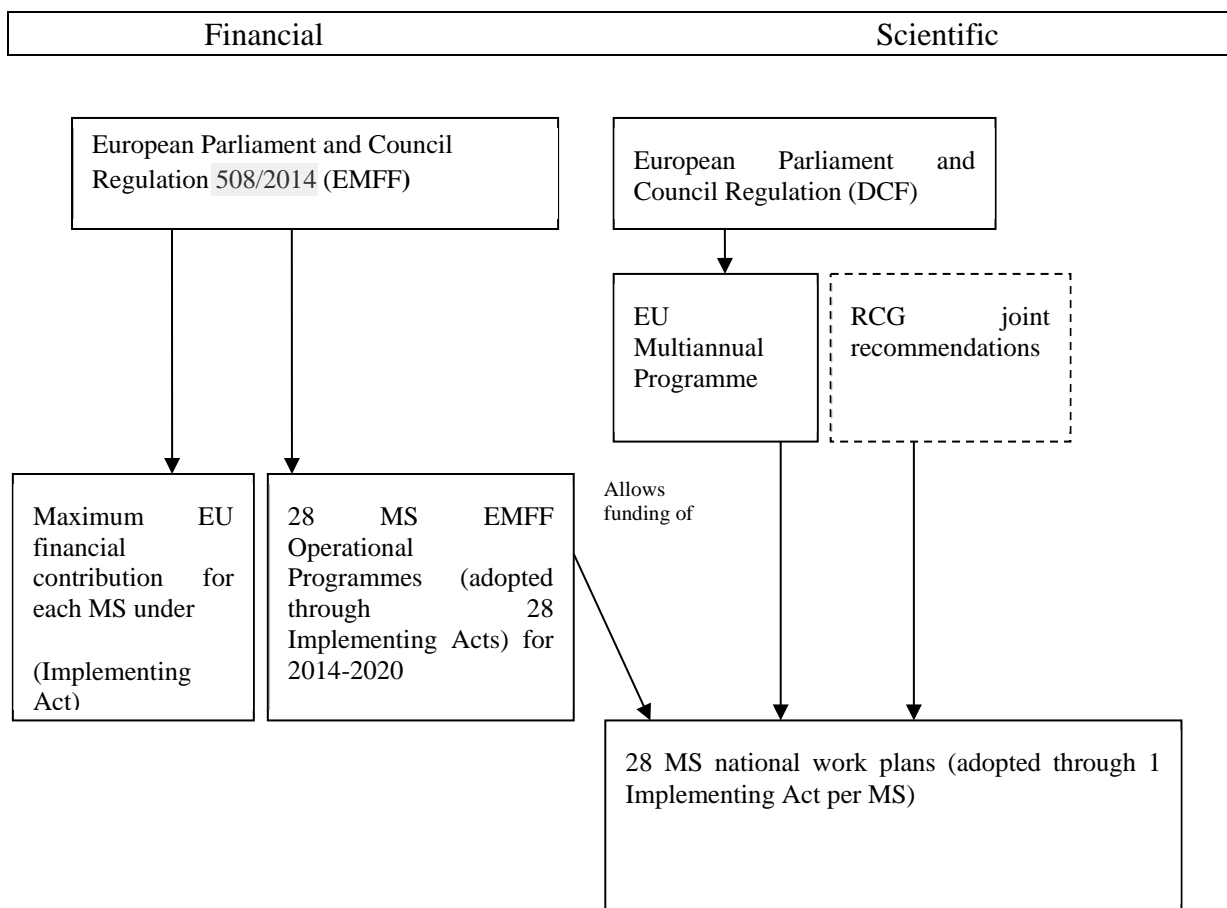 Financial
Scientific
European Parliament and Council
Regulation 508/2014 (EMFF)
European Parliament and
Council Regulation (DCF)
EU
Multiannual
Programme
RCG joint
recommendations
Maximum EU
financial
contribution for
each MS under
(Implementing
Act)
28 MS EMFF
Operational
Programmes (adopted
through 28
Implementing Acts) for
2014-2020
Allows
funding of
28 MS national work plans (adopted through 1
Implementing Act per MS)